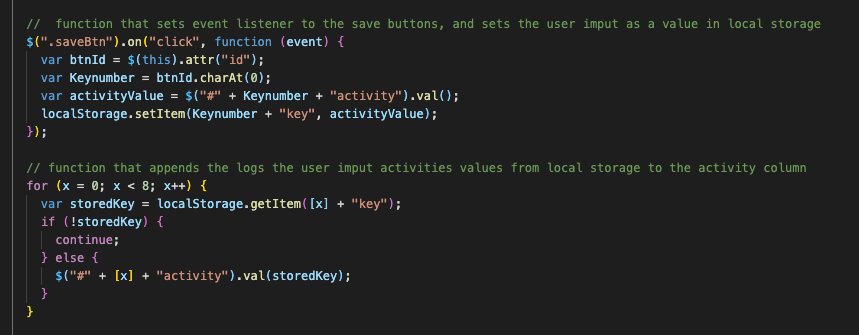 //  function that sets event listener to the save buttons, and sets the user imput as a value in local storage
$(".saveBtn").on("click", function (event) {
  var btnId = $(this).attr("id");
  var Keynumber = btnId.charAt(0);
  var activityValue = $("#" + Keynumber + "activity").val();
  localStorage.setItem(Keynumber + "key", activityValue);
});

// function that appends the logs the user imput activities values from local storage to the activity column
for (x = 0; x < 8; x++) {
  var storedKey = localStorage.getItem([x] + "key");
  if (!storedKey) {
    continue;
  } else {
    $("#" + [x] + "activity").val(storedKey);
  }
}